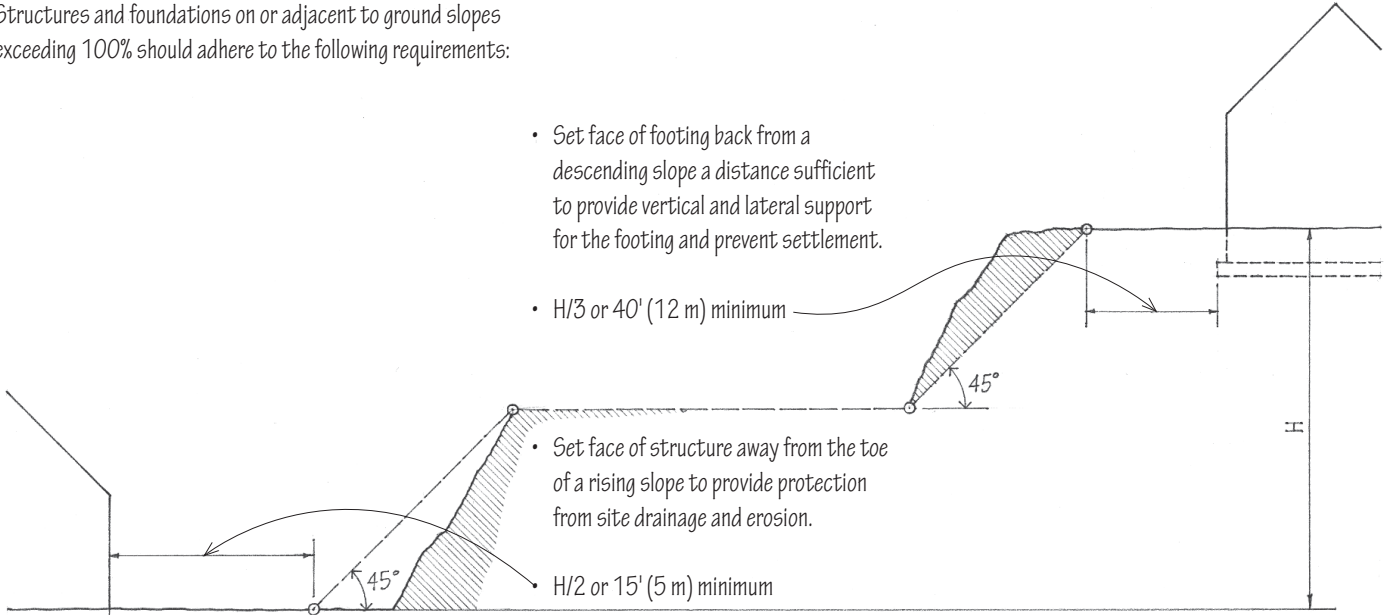 Structures and foundations on or adjacent to ground slopes
exceeding 100% should adhere to the following requirements:
• Set face of footing back from a
descending slope a distance sufficient
to provide vertical and lateral support
for the footing and prevent settlement.
• H/3 or 40' (12 m) minimum
45°
H
• Set face of structure away from the toe
of a rising slope to provide protection
from site drainage and erosion.
45°
• H/2 or 15' (5 m) minimum